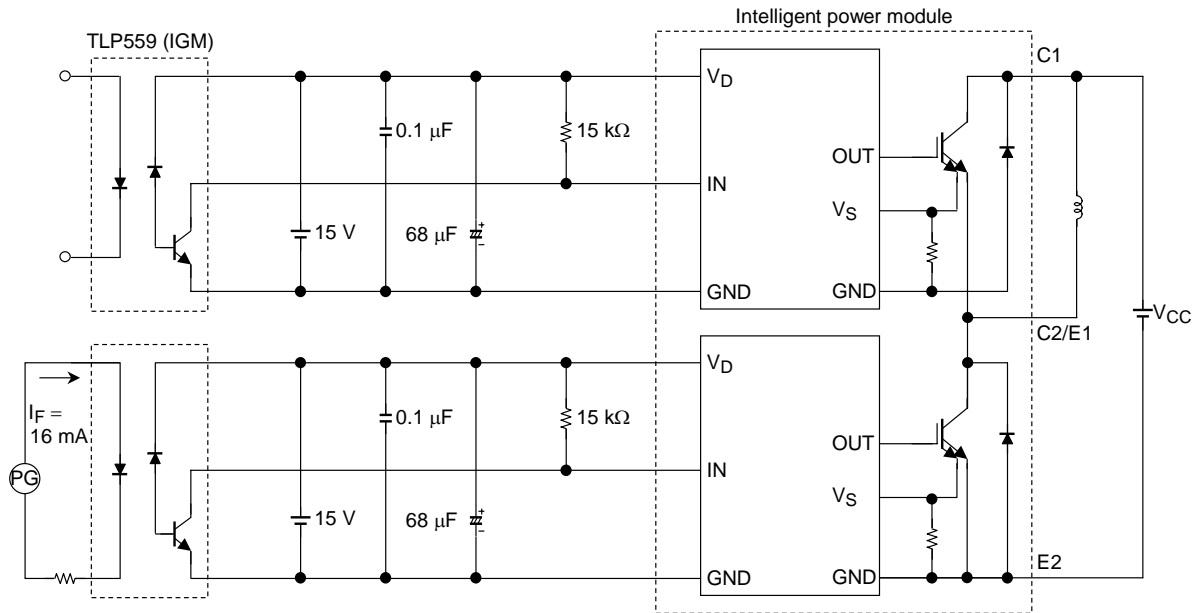 Intelligent power module
TLP559 (IGM)
C1
V_D
0.1 μF
15 kΩ
OUT
IN
V_S
15 V
68 μF
+
−
GND
GND
V_CC
C2/E1
V_D
I_F =
16 mA
0.1 μF
15 kΩ
OUT
PG
IN
V_S
15 V
68 μF
+
−
E2
GND
GND